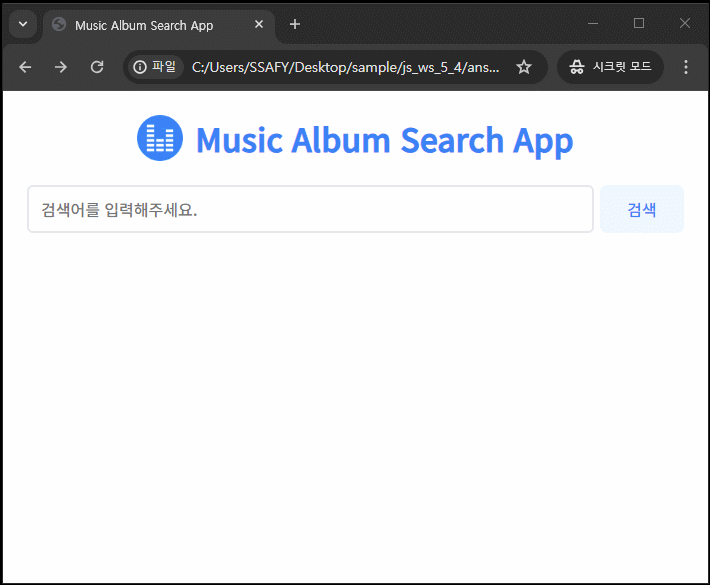 Music Album Search App
파일
C:/Users/SSAFY/Desktop/sample/js_ws_5_4/ans...
시크릿 모드
Music Album Search App
검색어를 입력해주세요.
검색